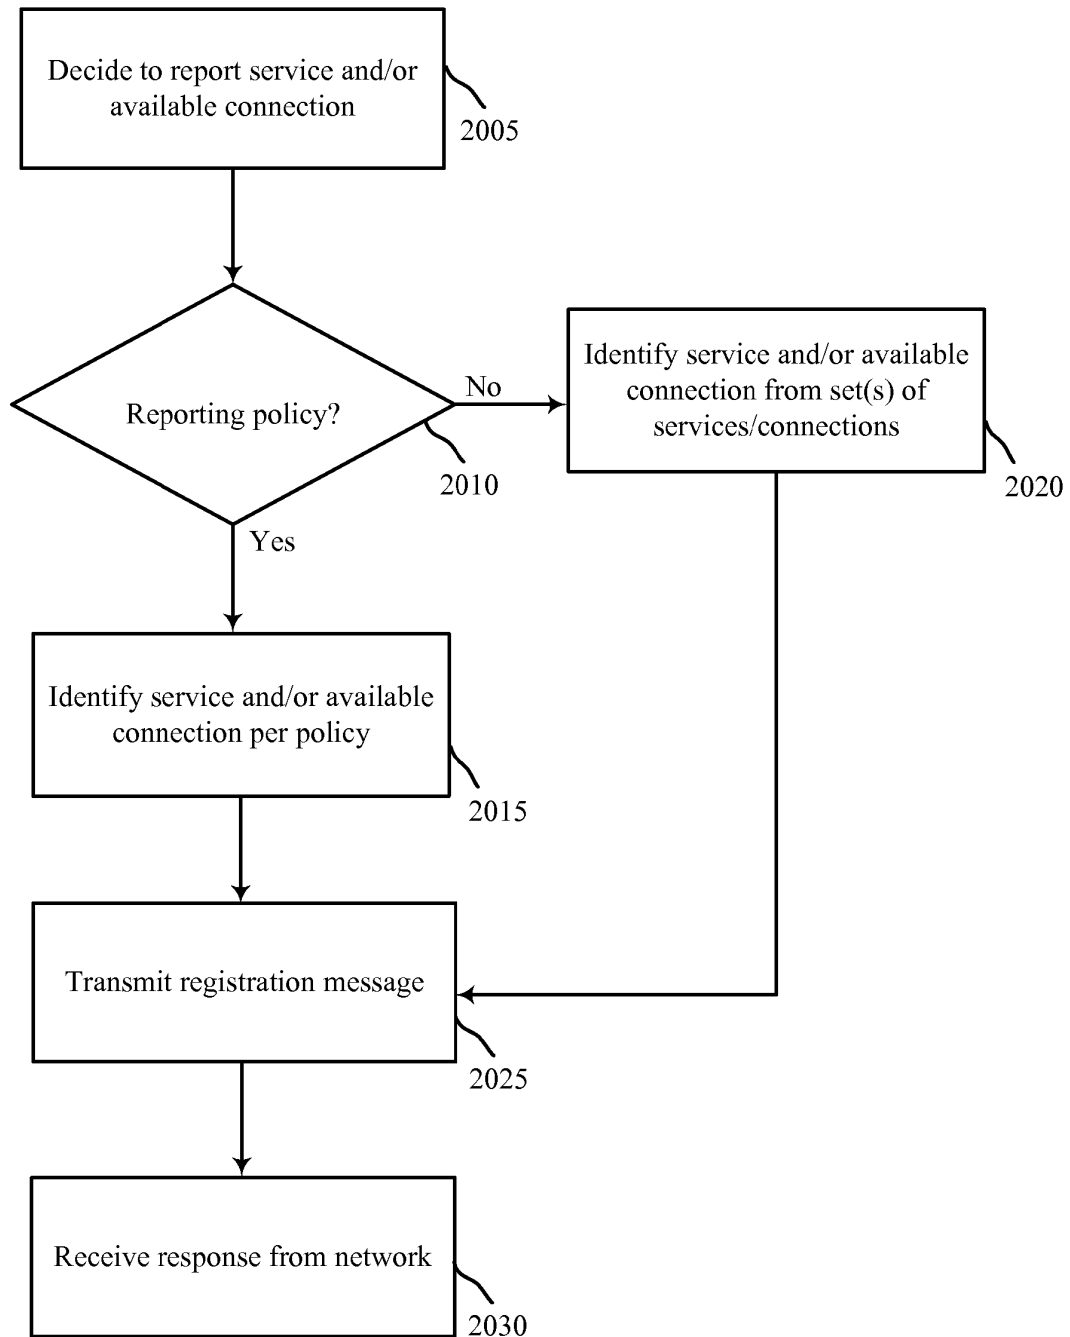 Decide to report service and/or
available connection
2005
Reporting policy?
2010
No
Identify service and/or available
connection from set(s) of
services/connections
2020
Yes
Identify service and/or available
connection per policy
2015
Transmit registration message
2025
Receive response from network
2030